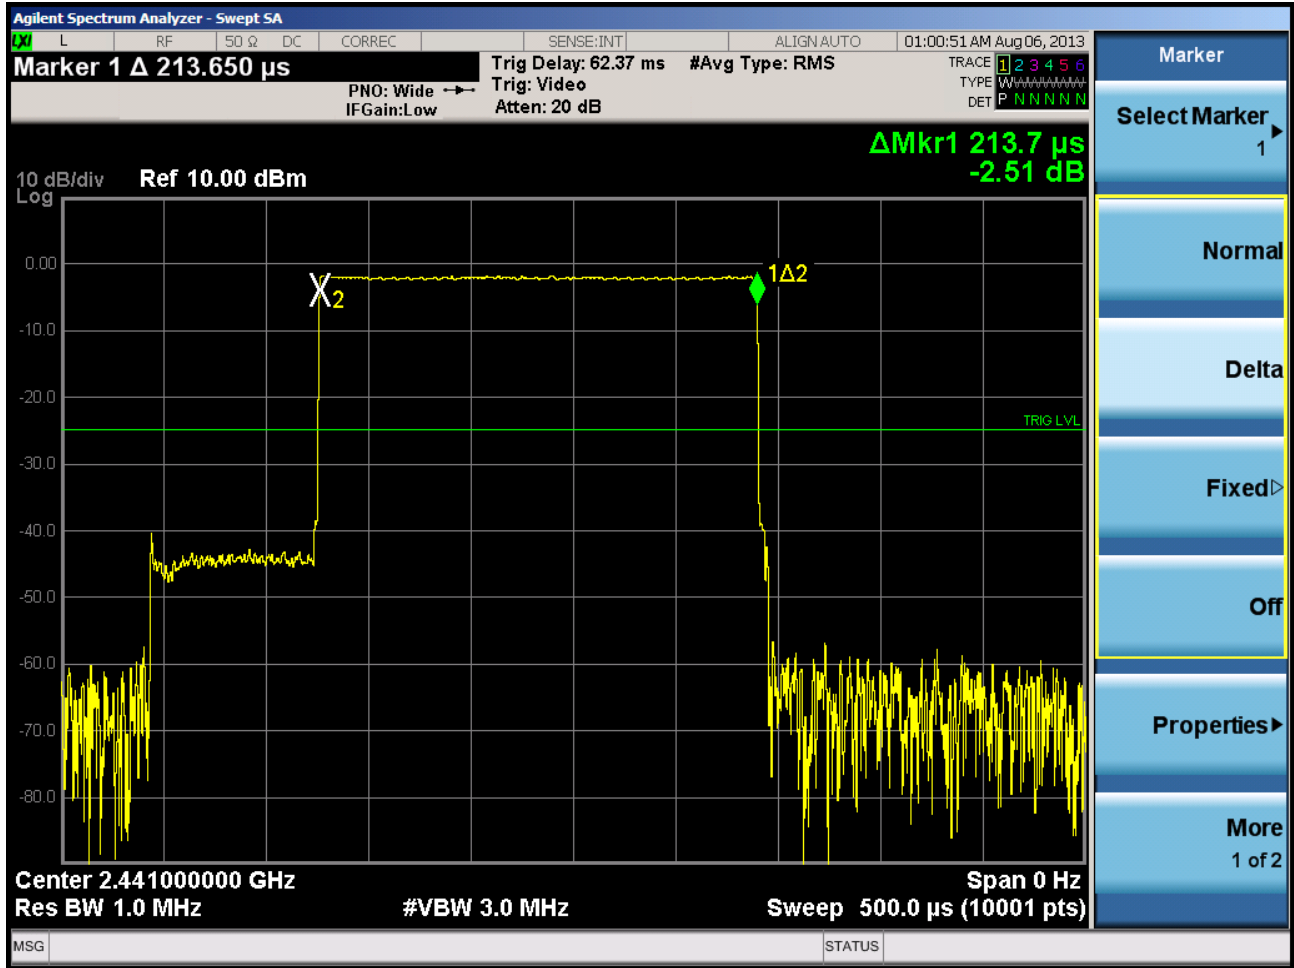 Agilent Spectrum Analyzer - Swept SA
LXI L RF 50 Ω DC CORREC SENSE:INT ALIGN AUTO 01:00:51 AM Aug 06, 2013
Marker 1 Δ 213.650 µs
PNO: Wide
IFGain:Low
Trig Delay: 62.37 ms
Trig: Video
Atten: 20 dB
#Avg Type: RMS
TRACE 1 2 3 4 5 6
TYPE W
DET P N N N N N
ΔMkr1 213.7 µs
-2.51 dB
10 dB/div
Log
Ref 10.00 dBm
0.00
-10.0
-20.0
-30.0
-40.0
-50.0
-60.0
-70.0
-80.0
2
1Δ2
TRIG LVL
Center 2.441000000 GHz
Span 0 Hz
Res BW 1.0 MHz
#VBW 3.0 MHz
Sweep 500.0 µs (10001 pts)
MSG
STATUS
Marker
Select Marker
1
Normal
Delta
Fixed
Off
Properties
More
1 of 2